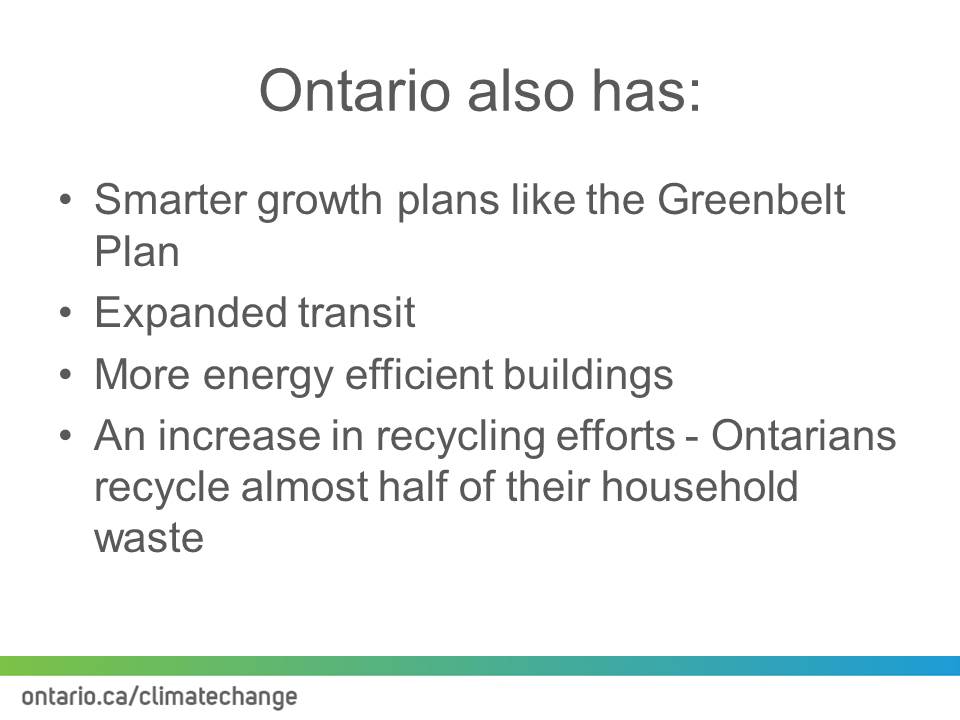 Ontario also has:
• Smarter growth plans like the Greenbelt
Plan
• Expanded transit
• More energy efficient buildings
• An increase in recycling efforts - Ontarians
recycle almost half of their household
waste
ontario.ca/climatechange